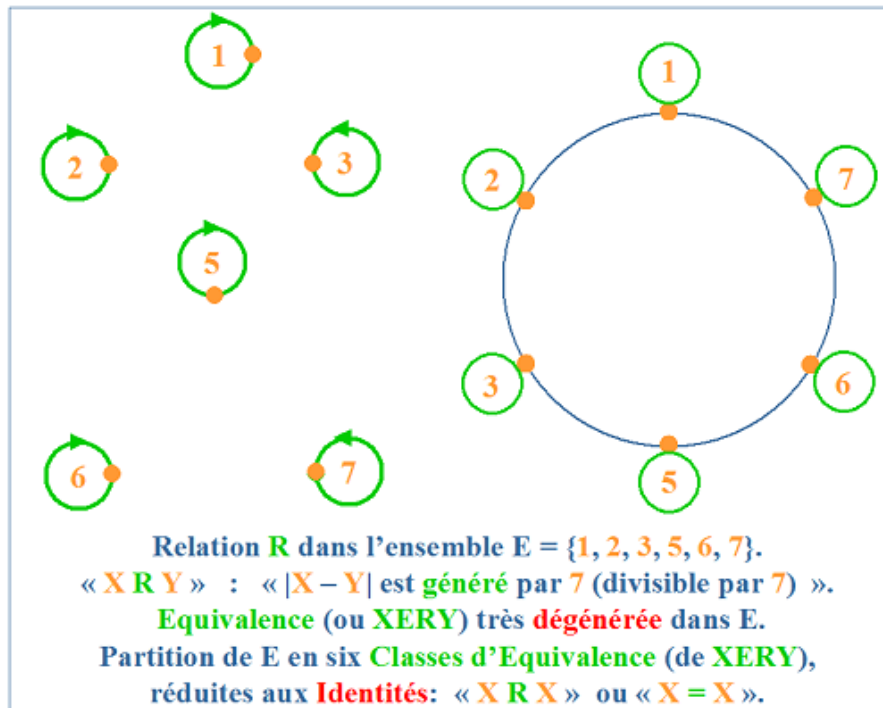 1
1
2
3
2
7
5
3
6
6
7
5
Relation R dans l'ensemble E = {1, 2, 3, 5, 6, 7}.
« X R Y » : « |X – Y| est généré par 7 (divisible par 7) ».
Equivalence (ou XERY) très dégénérée dans E.
Partition de E en six Classes d'Equivalence (de XERY),
réduites aux Identités: « X R X » ou « X = X ».